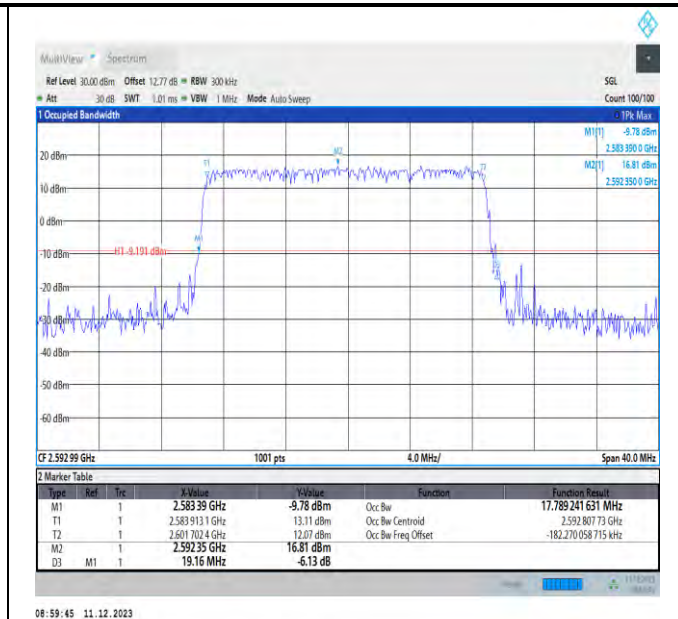 MultiView Spectrum
Ref Level 30.00 dBm Offset 12.77 dB RBW 300 kHz SGL
Att 30 dB SWT 1.01 ms VBW 1 MHz Mode Auto Sweep Count 100/100
1 Occupied Bandwidth 1Pk Max
M1[1] -9.78 dBm
2.583 390 0 GHz
M2[1] 16.81 dBm
2.592 350 0 GHz
M2
T1
T2
20 dBm
10 dBm
0 dBm
M1
H1 -9.191 dBm
-10 dBm
-20 dBm
-30 dBm
-40 dBm
-50 dBm
-60 dBm
CF 2.592 99 GHz 1001 pts 4.0 MHz/ Span 40.0 MHz
2 Marker Table
Type Ref Trc X-Value Y-Value Function Function Result
M1 1 2.583 39 GHz -9.78 dBm Occ Bw 17.789 241 631 MHz
T1 1 2.583 913 1 GHz 13.11 dBm Occ Bw Centroid 2.592 807 73 GHz
T2 1 2.601 702 4 GHz 12.07 dBm Occ Bw Freq Offset -182.270 058 715 kHz
M2 1 2.592 35 GHz 16.81 dBm
D3 M1 1 19.16 MHz -6.13 dB
08:59:45 11.12.2023